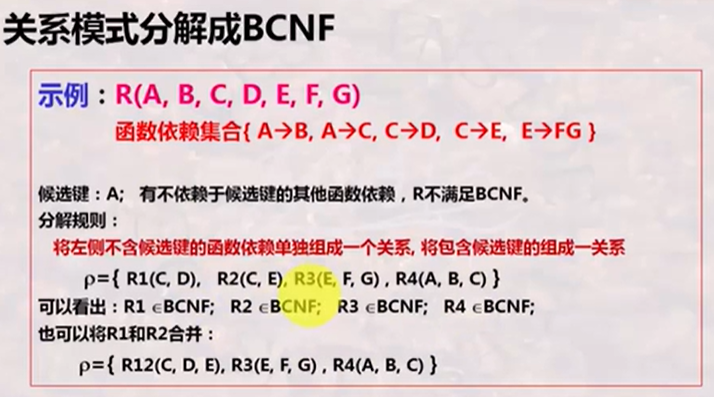 关系模式分解成BCNF
示例：R(A, B, C, D, E, F, G)
函数依赖集合{ A→B, A→C, C→D, C→E, E→FG }
候选键：A; 有不依赖于候选键的其他函数依赖，R不满足BCNF。
分解规则：
将左侧不含候选键的函数依赖单独组成一个关系, 将包含候选键的组成一关系
ρ={ R1(C, D), R2(C, E), R3(E, F, G) , R4(A, B, C) }
可以看出：R1 ∈BCNF; R2 ∈BCNF; R3 ∈BCNF; R4 ∈BCNF;
也可以将R1和R2合并：
ρ={ R12(C, D, E), R3(E, F, G) , R4(A, B, C) }